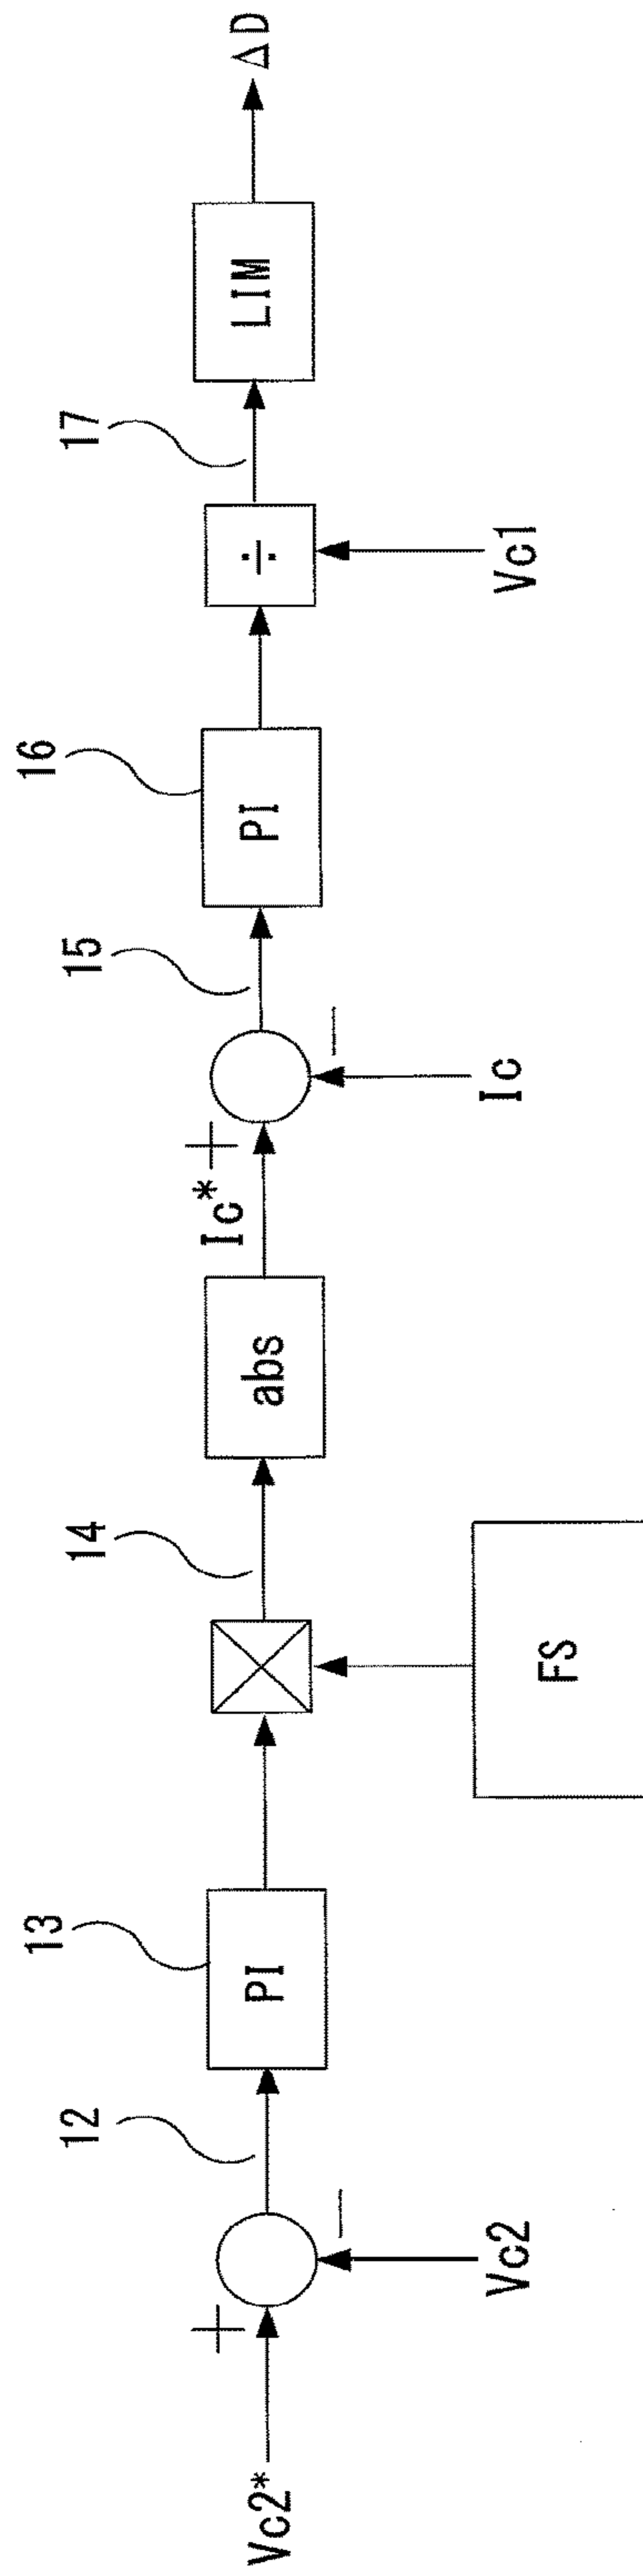 Vc2*
+
Vc2
−
12
13
PI
14
FS
abs
Ic*
+
Ic
−
15
16
PI
÷
Vc1
17
LIM
ΔD